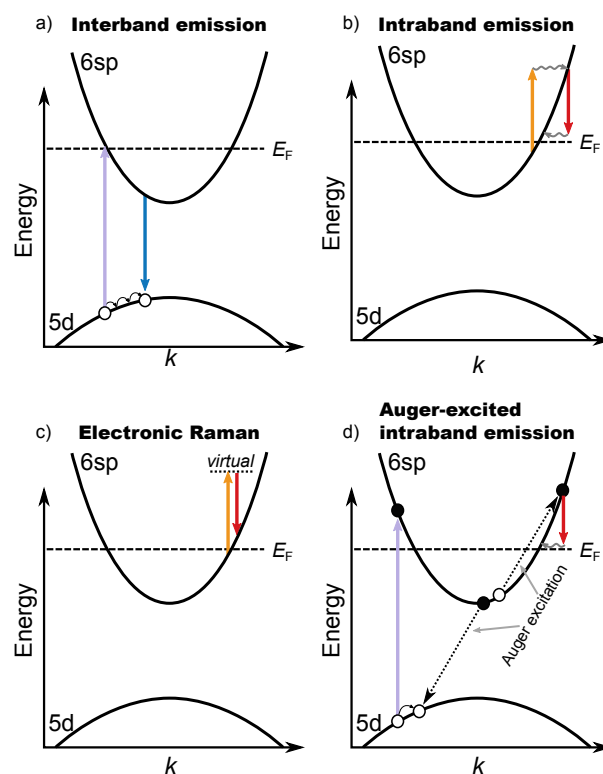 a) Interband emission
6sp
E_F
Energy
5d
k
b) Intraband emission
6sp
E_F
Energy
5d
k
c) Electronic Raman
6sp
virtual
E_F
Energy
5d
k
Auger-excited
d) intraband emission
6sp
E_F
Energy
Auger excitation
5d
k